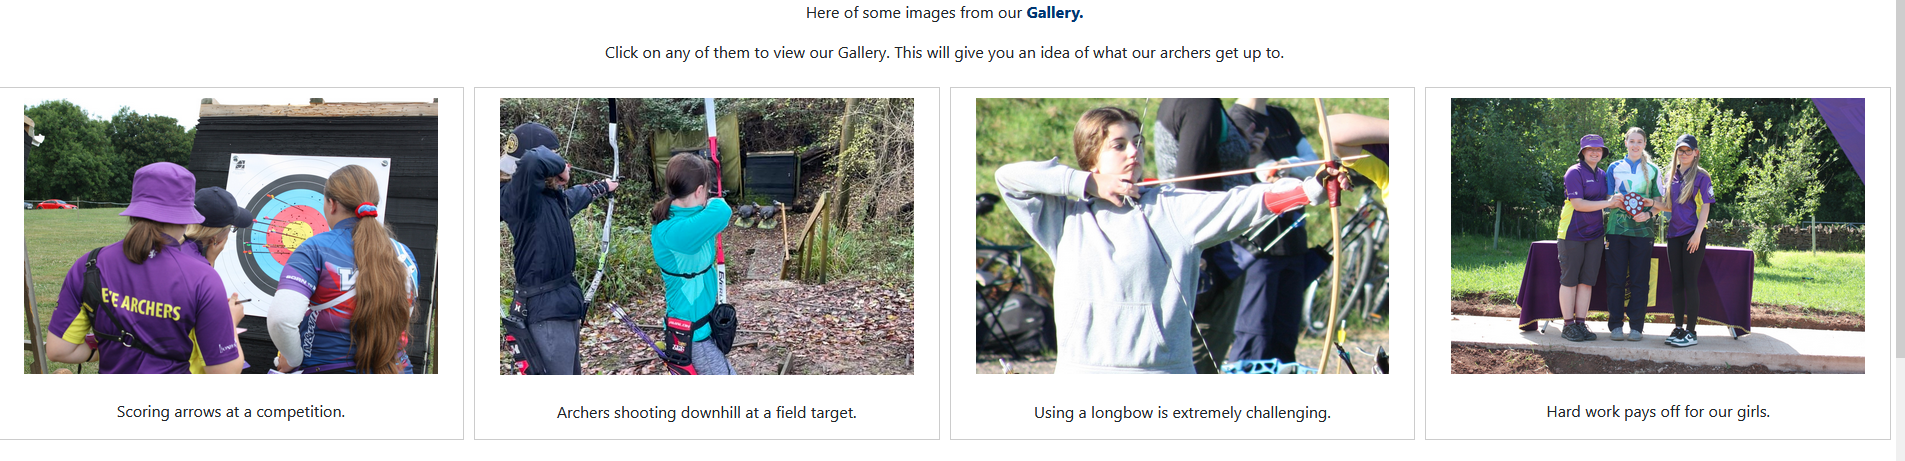 Here of some images from our Gallery.
Click on any of them to view our Gallery. This will give you an idea of what our archers get up to.
E'E ARCHERS
Scoring arrows at a competition.
Archers shooting downhill at a field target.
Using a longbow is extremely challenging.
Hard work pays off for our girls.